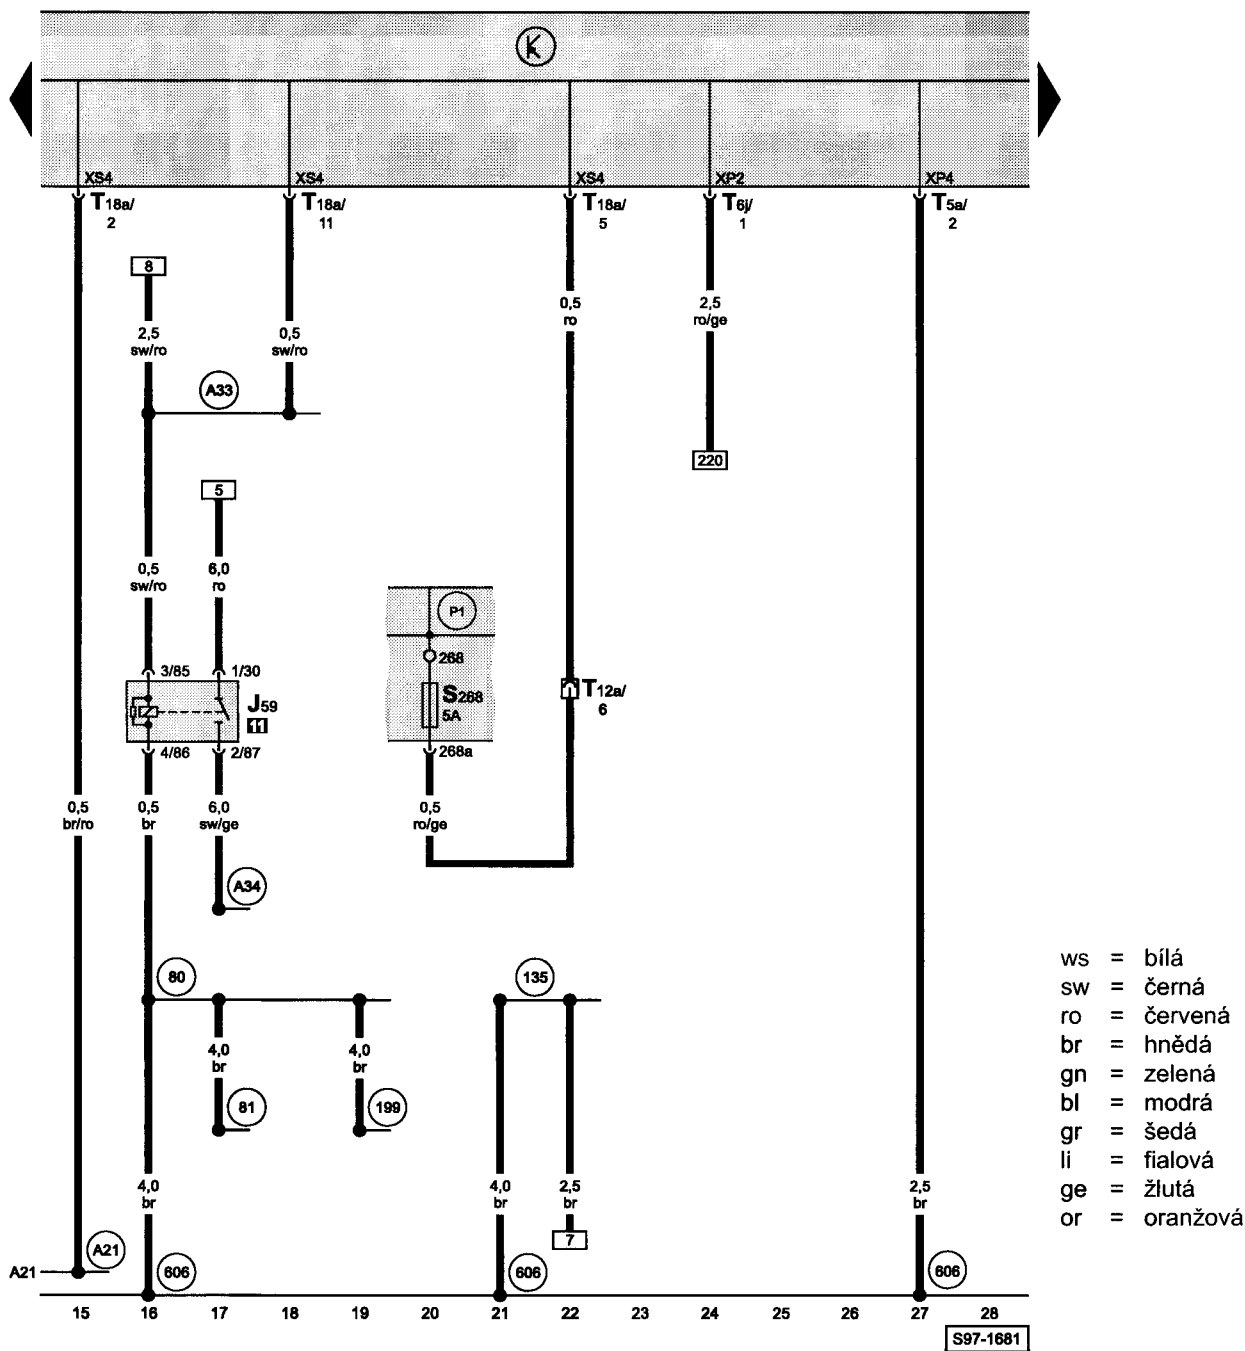 K
XS4
XS4
XS4
XP2
XP4
T18a/
2
T18a/
11
T18a/
5
T6j/
1
T5a/
2
8
2,5
sw/ro
0,5
sw/ro
0,5
ro
2,5
ro/ge
A33
220
5
0,5
sw/ro
6,0
ro
P1
268
3/85
1/30
J59
11
S268
5A
T12a/
6
4/86
2/87
268a
0,5
br/ro
0,5
br
6,0
sw/ge
0,5
ro/ge
A34
80
135
4,0
br
4,0
br
81
199
4,0
br
4,0
br
2,5
br
2,5
br
7
A21
A21
606
606
606
15 16 17 18 19 20 21 22 23 24 25 26 27 28
S97-1681
ws = bílá
sw = černá
ro = červená
br = hnědá
gn = zelená
bl = modrá
gr = šedá
li = fialová
ge = žlutá
or = oranžová